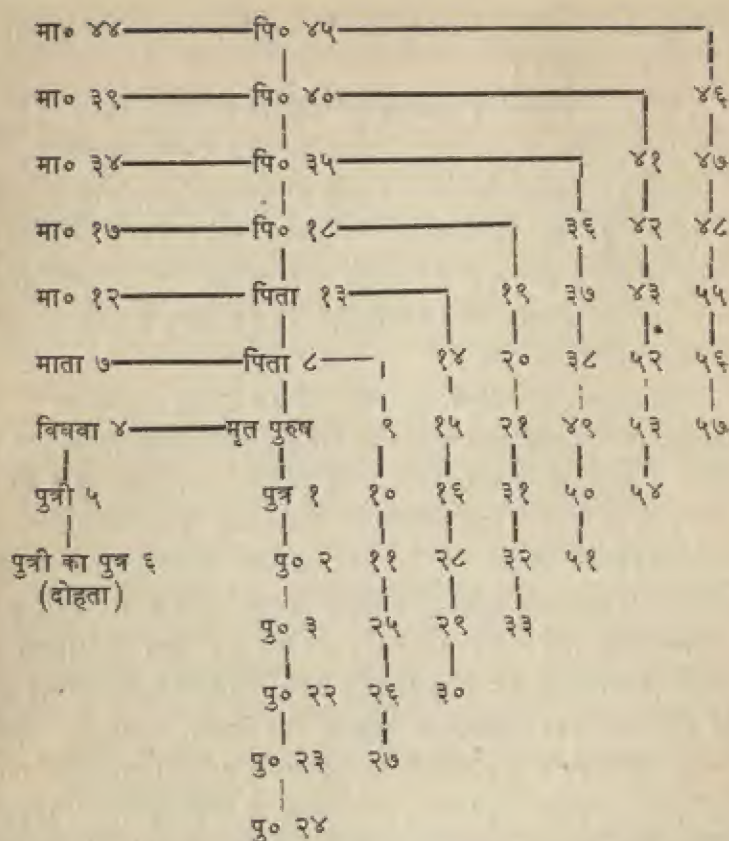 मा० ४४ पि० ४५
मा० ३९ पि० ४० ४६
मा० ३४ पि० ३५ ४१ ४७
मा० १७ पि० १८ ३६ ४२ ४८
मा० १२ पिता १३ १९ ३७ ४३ ५५
माता ७ पिता ८ १४ २० ३८ ५२ ५६
विधवा ४ मृत पुरुष ९ १५ २१ ४९ ५३ ५७
पुत्री ५ पुत्र १ १० १६ ३१ ५० ५४
पुत्री का पुत्र ६ पु० २ ११ २८ ३२ ५१
(दोहता)
पु० ३ २५ २९ ३३
पु० २२ २६ ३०
पु० २३ २७
पु० २४